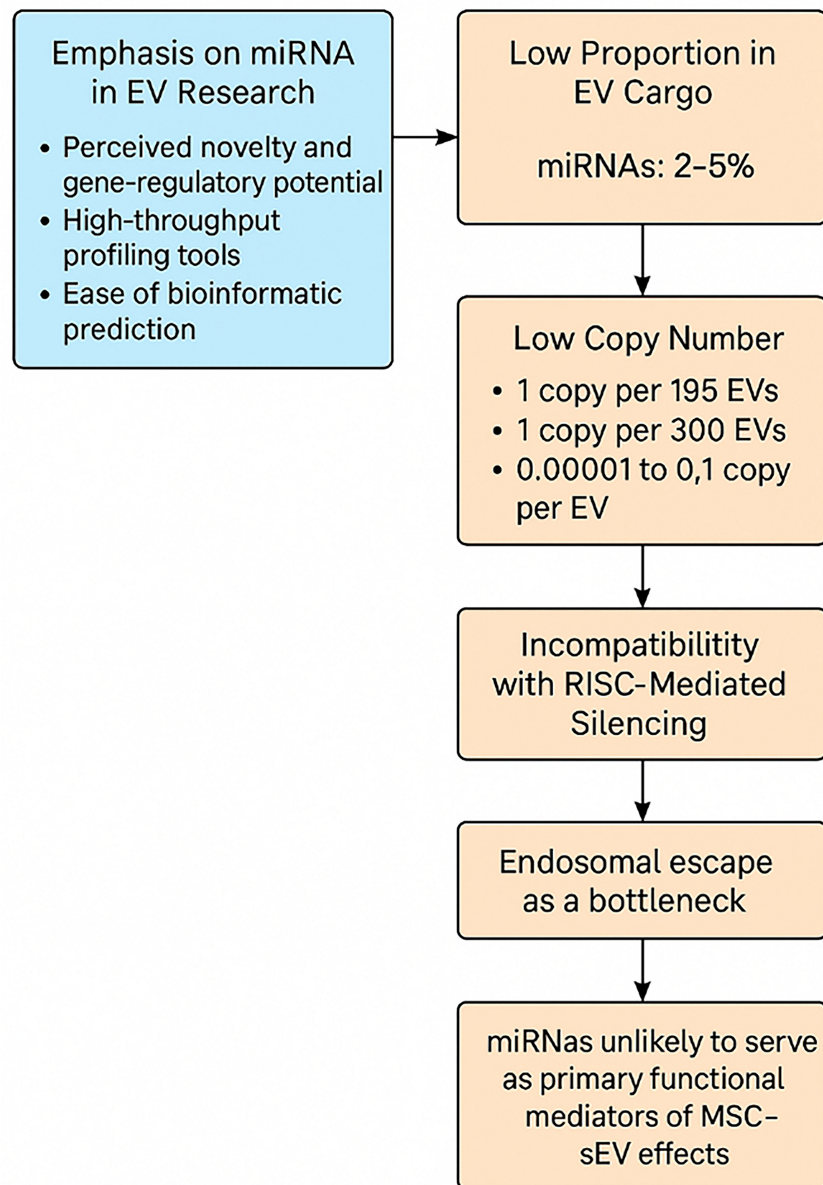 Emphasis on miRNA
in EV Research
• Perceived novelty and
gene-regulatory potential
• High-throughput
profiling tools
• Ease of bioinformatic
prediction
Low Proportion in
EV Cargo
miRNAs: 2–5%
Low Copy Number
• 1 copy per 195 EVs
• 1 copy per 300 EVs
• 0.00001 to 0,1 copy
per EV
Incompatibilitity
with RISC-Mediated
Silencing
Endosomal escape
as a bottleneck
miRNas unlikely to serve
as primary functional
mediators of MSC–
sEV effects